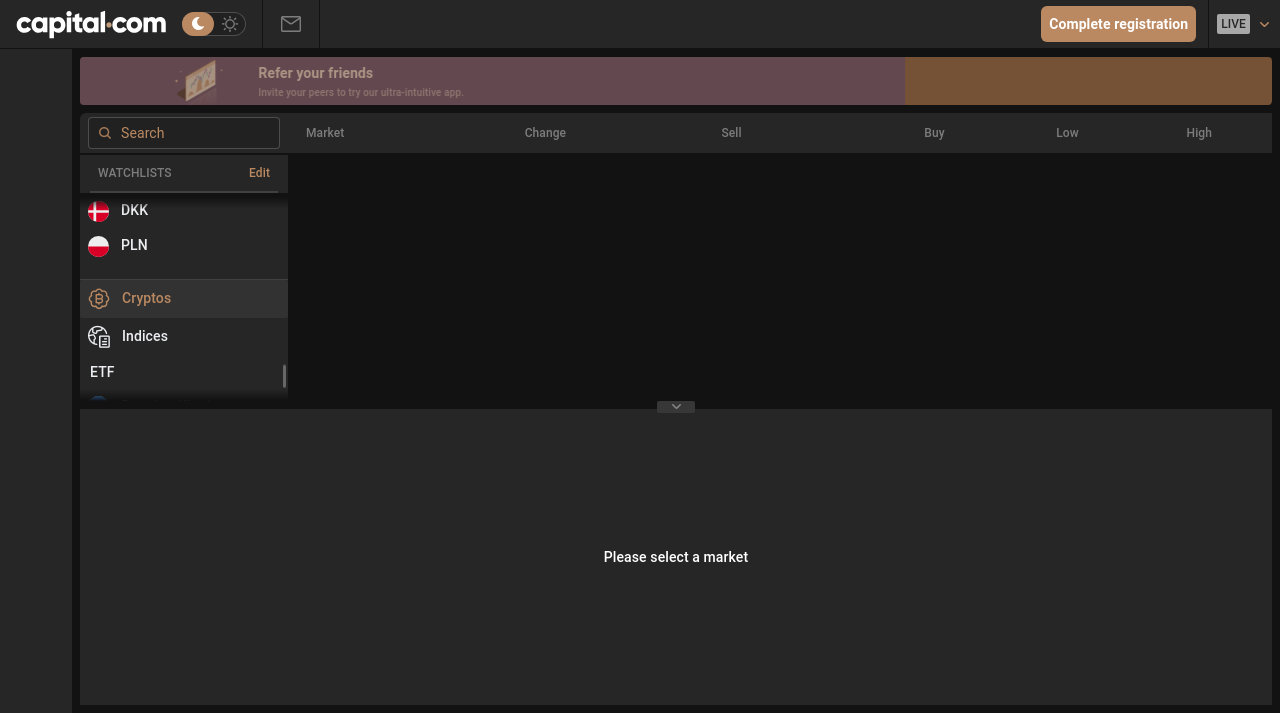 capital.com
Complete registration
LIVE
Refer your friends
Invite your peers to try our ultra-intuitive app.
Search
Market Change Sell Buy Low High
WATCHLISTS Edit
DKK
PLN
Cryptos
Indices
ETF
Please select a market